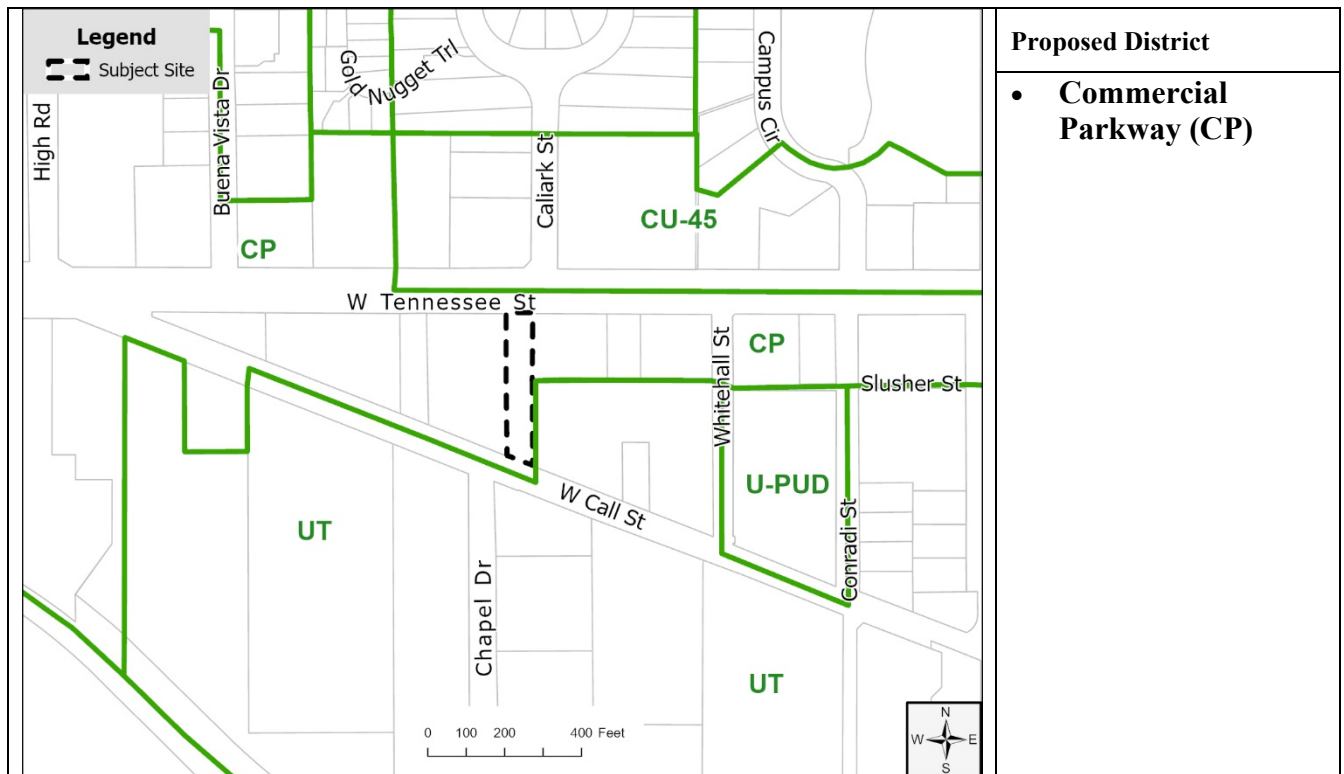 Legend
Subject Site
High Rd
Buena Vista Dr
Gold
Nugget Trl
Caliark St
Campus Cir
CP
CU-45
W Tennessee St
Whitehall St
CP
Slusher St
U-PUD
Conradi St
UT
W Call St
Chapel Dr
UT
0 100 200 400 Feet
N
W E
S
Proposed District
• Commercial
Parkway (CP)